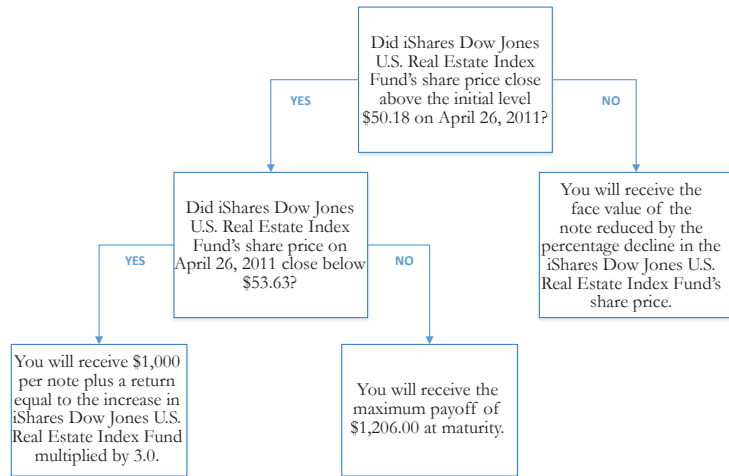 Did iShares Dow Jones
U.S. Real Estate Index
Fund's share price close
above the initial level
$50.18 on April 26, 2011?
YES
NO
Did iShares Dow Jones
U.S. Real Estate Index
Fund's share price on
April 26, 2011 close below
$53.63?
You will receive the
face value of the
note reduced by the
percentage decline in the
iShares Dow Jones U.S.
Real Estate Index Fund's
share price.
YES
NO
You will receive $1,000
per note plus a return
equal to the increase in
iShares Dow Jones U.S.
Real Estate Index Fund
multiplied by 3.0.
You will receive the
maximum payoff of
$1,206.00 at maturity.